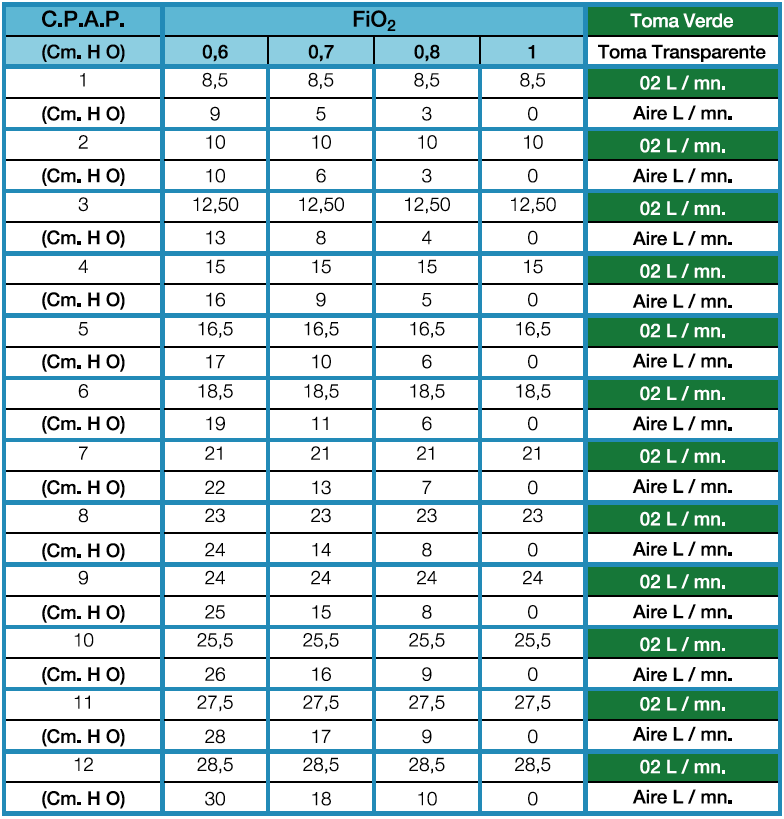 C.P.A.P. FiO₂ Toma Verde
(Cm. H O) 0,6 0,7 0,8 1 Toma Transparente
1 8,5 8,5 8,5 8,5 02 L / mn.
(Cm. H O) 9 5 3 0 Aire L / mn.
2 10 10 10 10 02 L / mn.
(Cm. H O) 10 6 3 0 Aire L / mn.
3 12,50 12,50 12,50 12,50 02 L / mn.
(Cm. H O) 13 8 4 0 Aire L / mn.
4 15 15 15 15 02 L / mn.
(Cm. H O) 16 9 5 0 Aire L / mn.
5 16,5 16,5 16,5 16,5 02 L / mn.
(Cm. H O) 17 10 6 0 Aire L / mn.
6 18,5 18,5 18,5 18,5 02 L / mn.
(Cm. H O) 19 11 6 0 Aire L / mn.
7 21 21 21 21 02 L / mn.
(Cm. H O) 22 13 7 0 Aire L / mn.
8 23 23 23 23 02 L / mn.
(Cm. H O) 24 14 8 0 Aire L / mn.
9 24 24 24 24 02 L / mn.
(Cm. H O) 25 15 8 0 Aire L / mn.
10 25,5 25,5 25,5 25,5 02 L / mn.
(Cm. H O) 26 16 9 0 Aire L / mn.
11 27,5 27,5 27,5 27,5 02 L / mn.
(Cm. H O) 28 17 9 0 Aire L / mn.
12 28,5 28,5 28,5 28,5 02 L / mn.
(Cm. H O) 30 18 10 0 Aire L / mn.